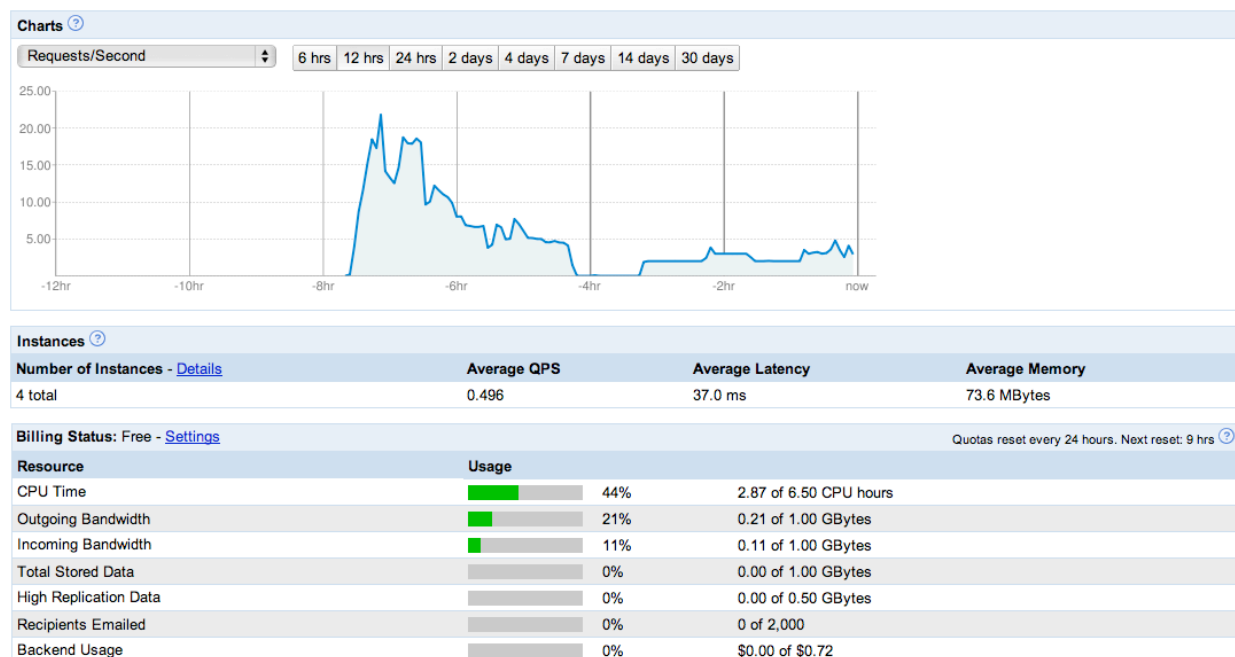 Charts ?
Requests/Second 6 hrs 12 hrs 24 hrs 2 days 4 days 7 days 14 days 30 days
25.00
20.00
15.00
10.00
5.00
-12hr -10hr -8hr -6hr -4hr -2hr now
Instances ?
Number of Instances - Details Average QPS Average Latency Average Memory
4 total 0.496 37.0 ms 73.6 MBytes
Billing Status: Free - Settings Quotas reset every 24 hours. Next reset: 9 hrs ?
Resource Usage
CPU Time 44% 2.87 of 6.50 CPU hours
Outgoing Bandwidth 21% 0.21 of 1.00 GBytes
Incoming Bandwidth 11% 0.11 of 1.00 GBytes
Total Stored Data 0% 0.00 of 1.00 GBytes
High Replication Data 0% 0.00 of 0.50 GBytes
Recipients Emailed 0% 0 of 2,000
Backend Usage 0% $0.00 of $0.72